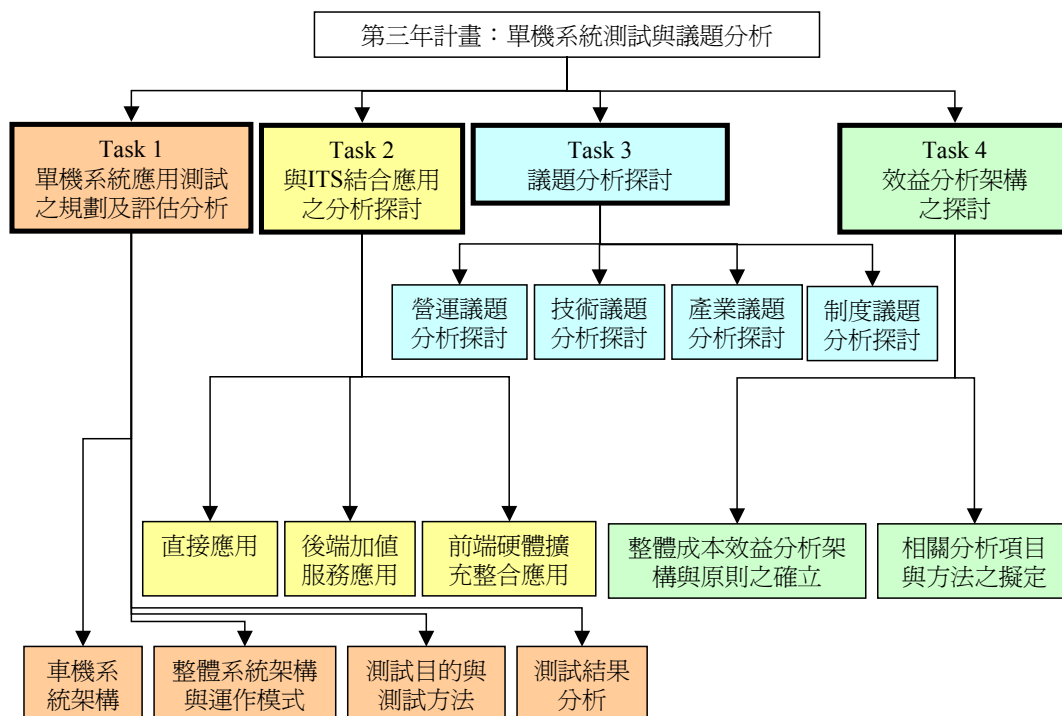 第三年計畫：單機系統測試與議題分析
Task 1
單機系統應用測試
之規劃及評估分析
Task 2
與ITS結合應用
之分析探討
Task 3
議題分析探討
Task 4
效益分析架構
之探討
營運議題
分析探討
技術議題
分析探討
產業議題
分析探討
制度議題
分析探討
直接應用
後端加值
服務應用
前端硬體擴
充整合應用
整體成本效益分析架
構與原則之確立
相關分析項目
與方法之擬定
車機系
統架構
整體系統架構
與運作模式
測試目的與
測試方法
測試結果
分析